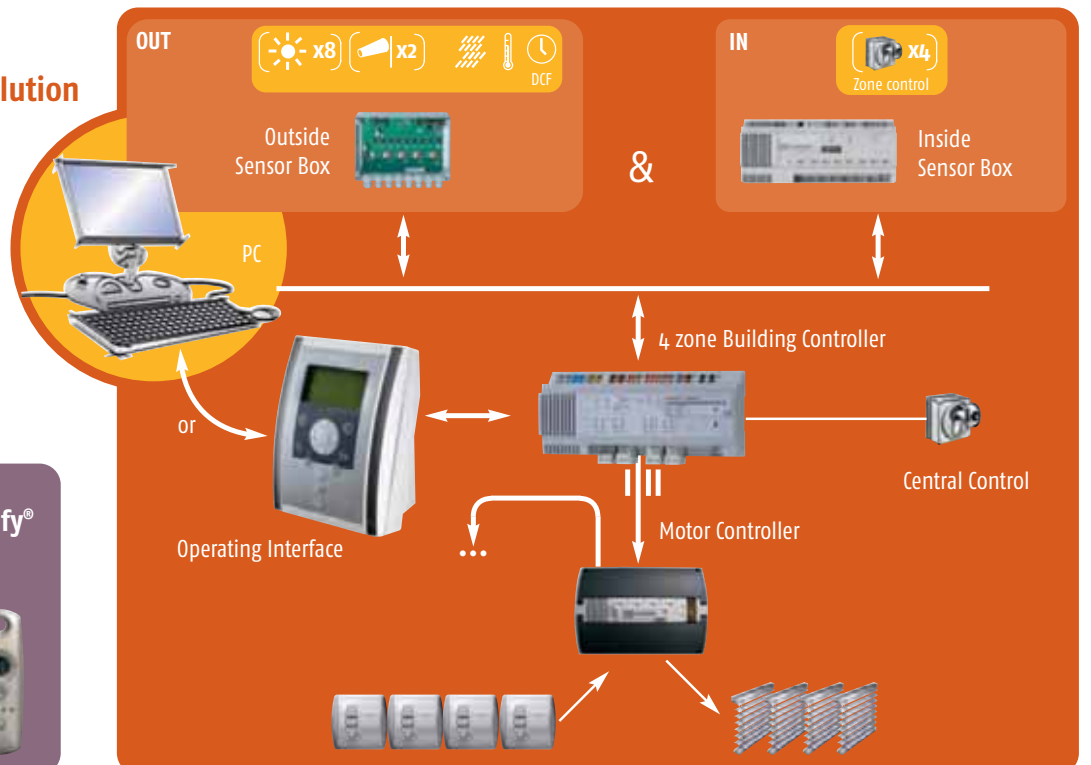 lution
OUT
x8
x2
DCF
Outside
Sensor Box
&
IN
x4
Zone control
Inside
Sensor Box
PC
4 zone Building Controller
or
Operating Interface
Central Control
Motor Controller
...
fy®